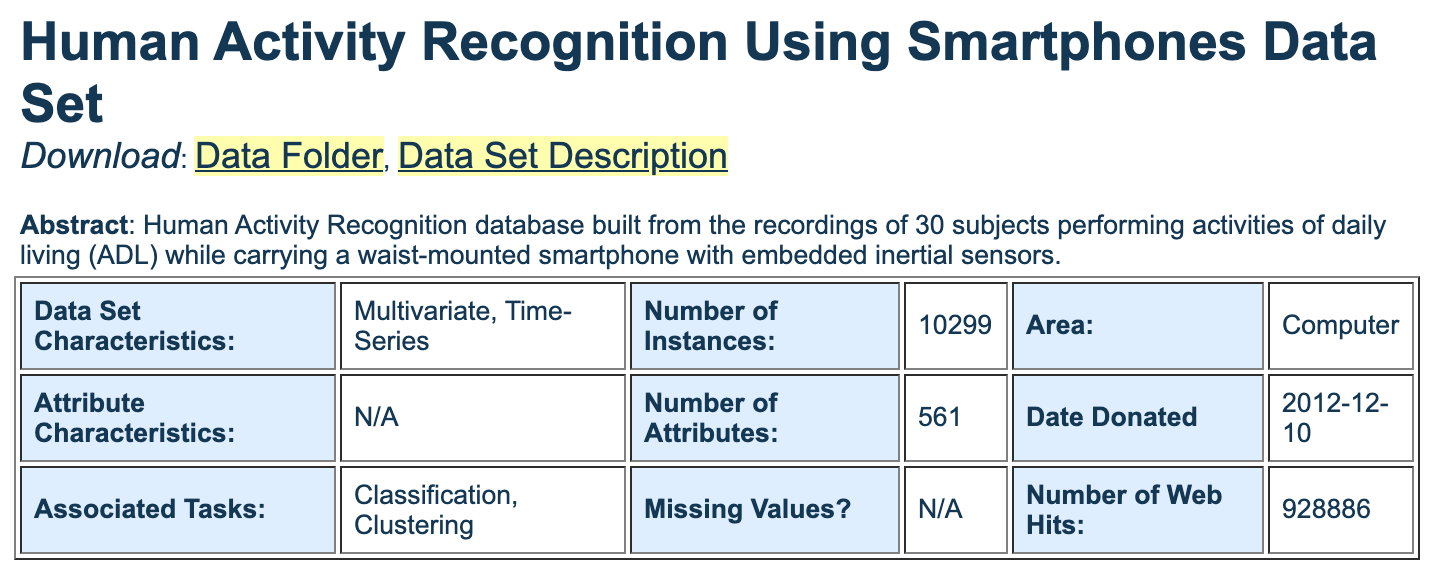 Human Activity Recognition Using Smartphones Data
Set
Download: Data Folder, Data Set Description
Abstract: Human Activity Recognition database built from the recordings of 30 subjects performing activities of daily
living (ADL) while carrying a waist-mounted smartphone with embedded inertial sensors.
Data Set
Characteristics:
Multivariate, Time-
Series
Number of
Instances:
10299
Area:
Computer
Attribute
Characteristics:
N/A
Number of
Attributes:
561
Date Donated
2012-12-
10
Associated Tasks:
Classification,
Clustering
Missing Values?
N/A
Number of Web
Hits:
928886